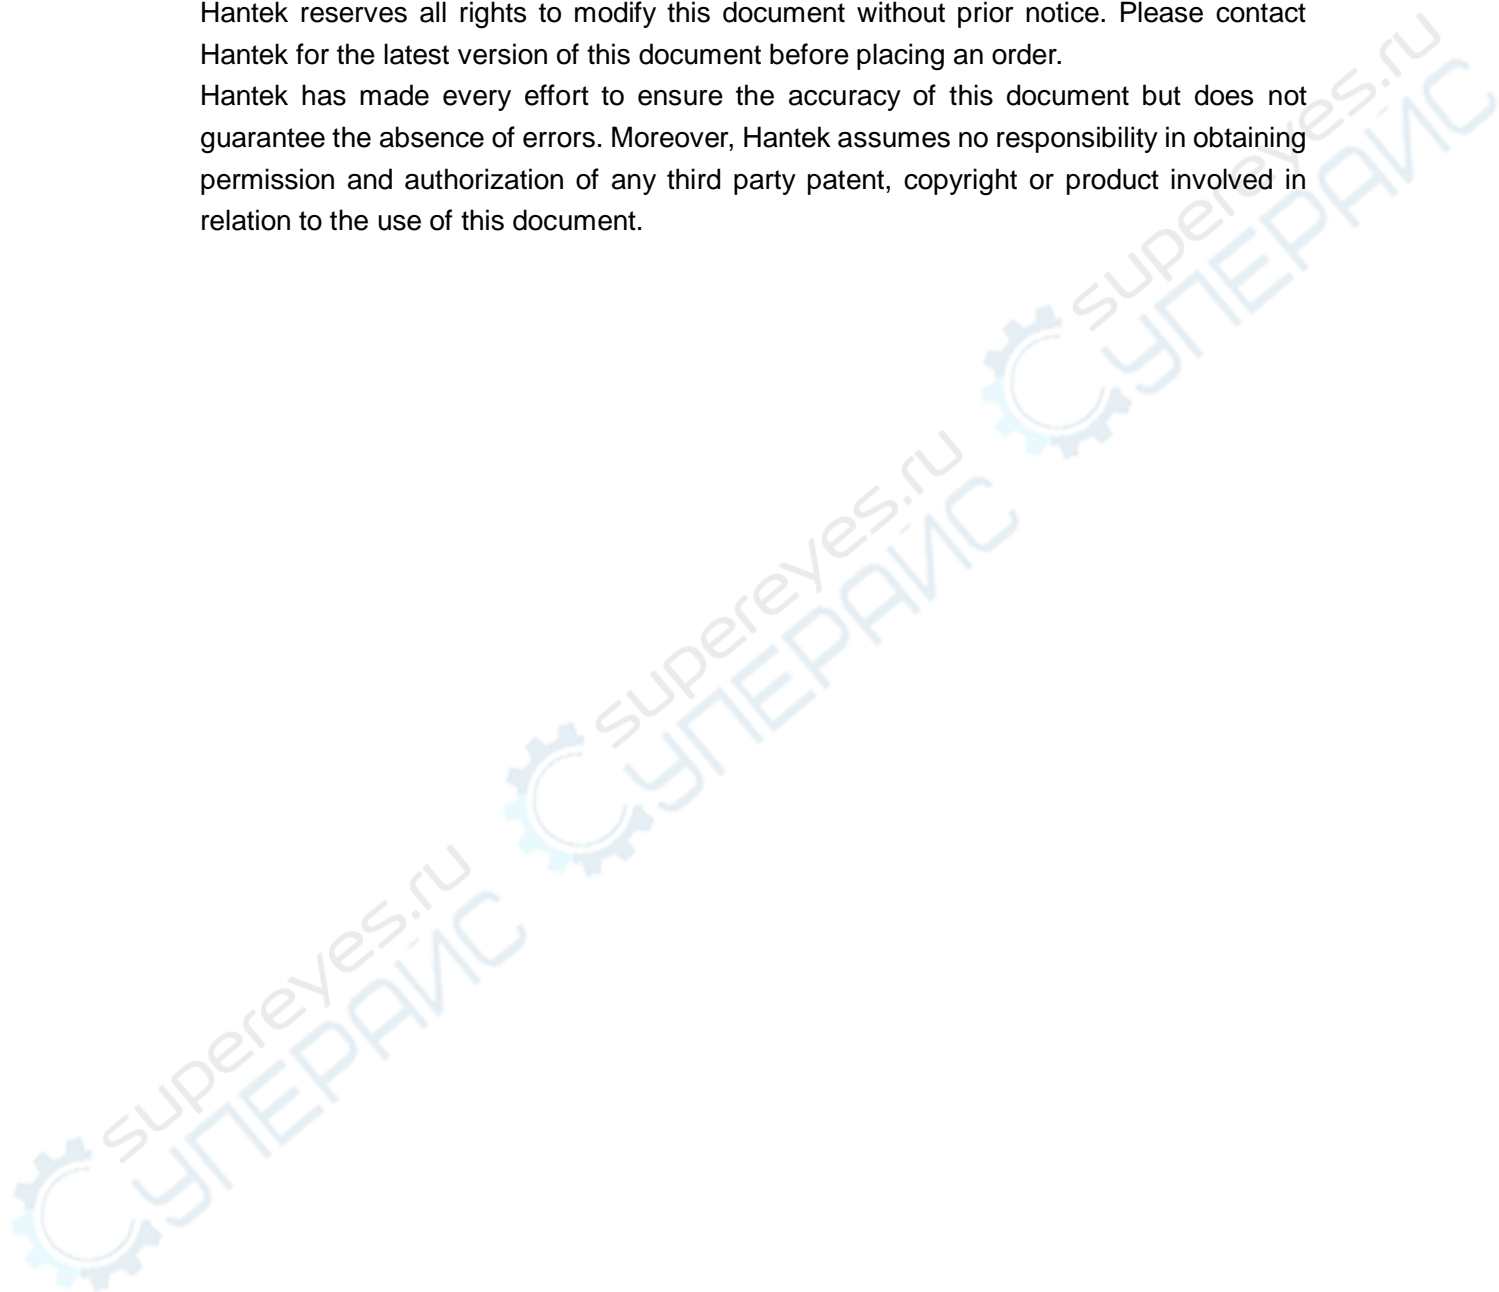 Hantek reserves all rights to modify this document without prior notice. Please contact
Hantek for the latest version of this document before placing an order.
Hantek has made every effort to ensure the accuracy of this document but does not
guarantee the absence of errors. Moreover, Hantek assumes no responsibility in obtaining
permission and authorization of any third party patent, copyright or product involved in
relation to the use of this document.
supereyes.ru
СУПЕРАЙС
supereyes.ru
СУПЕРАЙС
supereyes.ru
СУПЕРАЙС